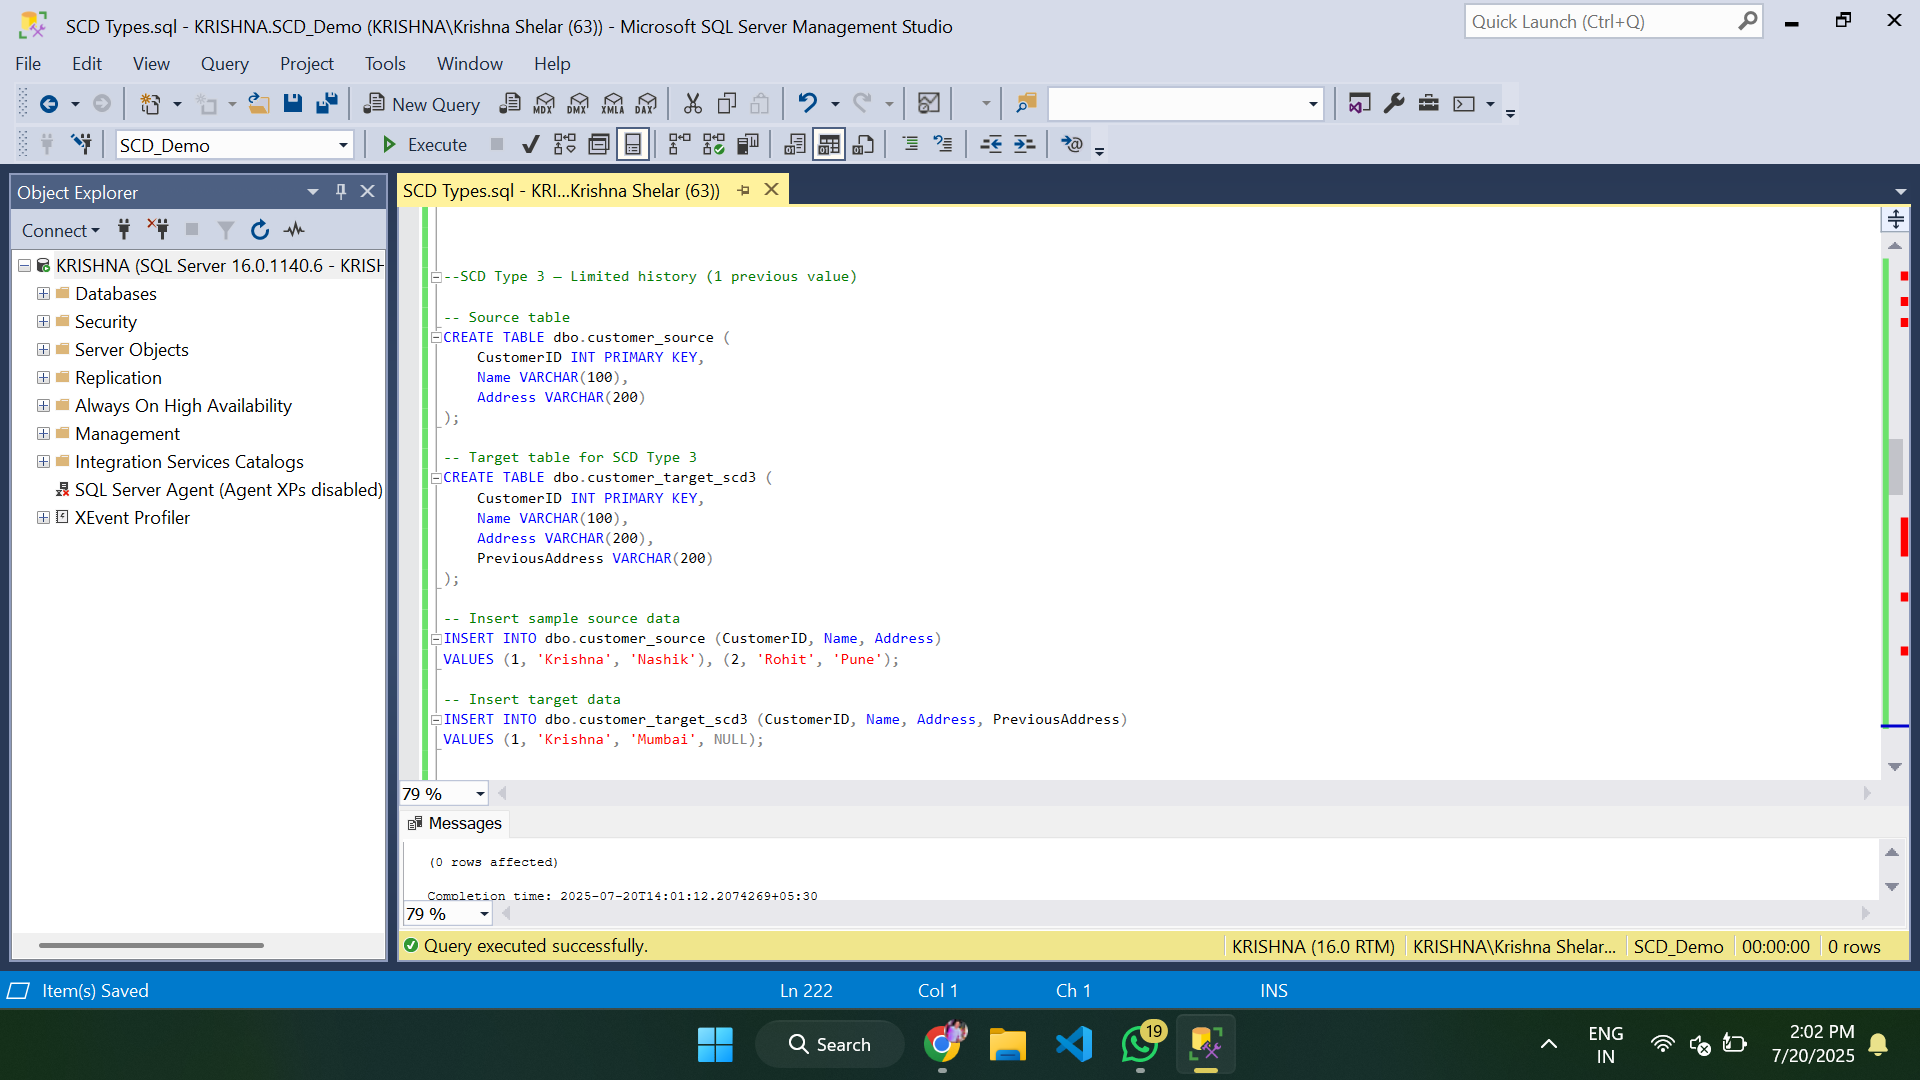 SCD Types.sql - KRISHNA.SCD_Demo (KRISHNA\Krishna Shelar (63)) - Microsoft SQL Server Management Studio
Quick Launch (Ctrl+Q)
File Edit View Query Project Tools Window Help
New Query MDX DMX XMLA DAX
SCD_Demo Execute
Object Explorer
Connect
KRISHNA (SQL Server 16.0.1140.6 - KRISH
Databases
Security
Server Objects
Replication
Always On High Availability
Management
Integration Services Catalogs
SQL Server Agent (Agent XPs disabled)
XEvent Profiler
SCD Types.sql - KRI...Krishna Shelar (63))
--SCD Type 3 – Limited history (1 previous value)
-- Source table
CREATE TABLE dbo.customer_source (
CustomerID INT PRIMARY KEY,
Name VARCHAR(100),
Address VARCHAR(200)
);
-- Target table for SCD Type 3
CREATE TABLE dbo.customer_target_scd3 (
CustomerID INT PRIMARY KEY,
Name VARCHAR(100),
Address VARCHAR(200),
PreviousAddress VARCHAR(200)
);
-- Insert sample source data
INSERT INTO dbo.customer_source (CustomerID, Name, Address)
VALUES (1, 'Krishna', 'Nashik'), (2, 'Rohit', 'Pune');
-- Insert target data
INSERT INTO dbo.customer_target_scd3 (CustomerID, Name, Address, PreviousAddress)
VALUES (1, 'Krishna', 'Mumbai', NULL);
79 %
Messages
(0 rows affected)
Completion time: 2025-07-20T14:01:12.2074269+05:30
79 %
Query executed successfully.
KRISHNA (16.0 RTM) KRISHNA\Krishna Shelar... SCD_Demo 00:00:00 0 rows
Item(s) Saved Ln 222 Col 1 Ch 1 INS
Search
19
ENG
IN
2:02 PM
7/20/2025